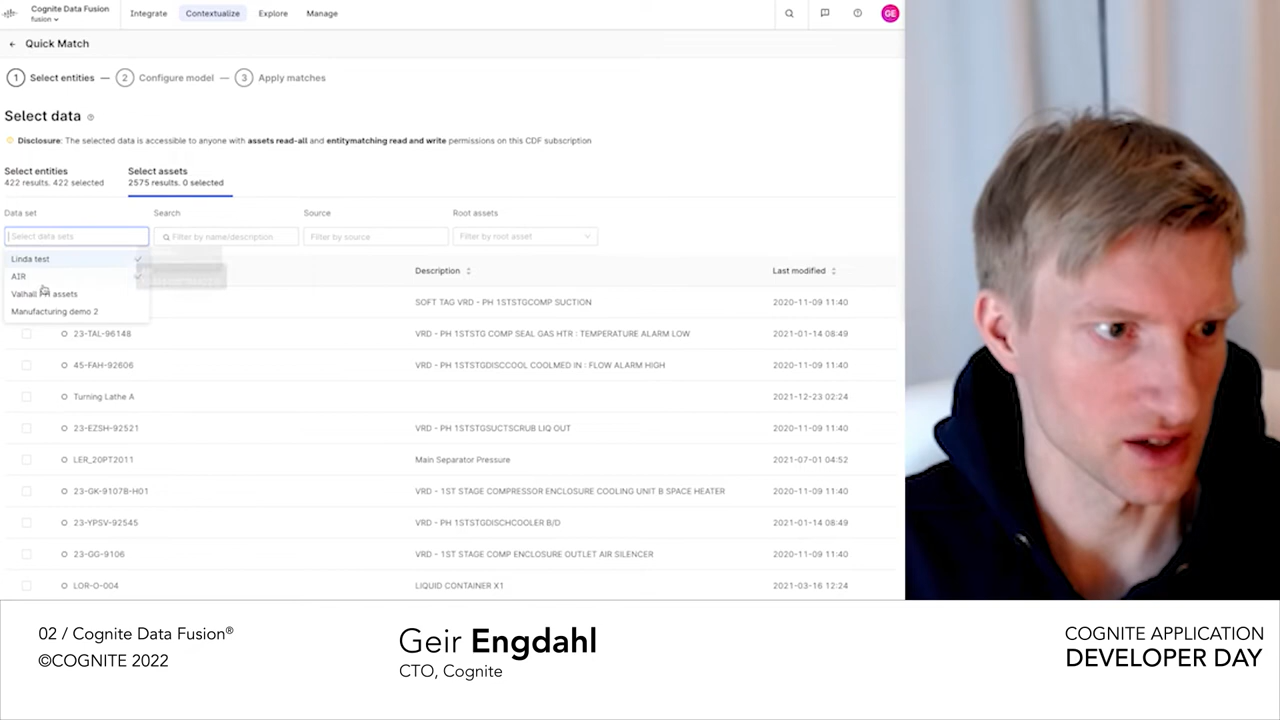 Cognite Data Fusion
fusion
Integrate
Contextualize
Explore
Manage
GE
Quick Match
1 Select entities
2 Configure model
3 Apply matches
Select data
Disclosure: The selected data is accessible to anyone with assets read-all and entitymatching read and write permissions on this CDF subscription
Select entities
422 results. 422 selected
Select assets
2575 results. 0 selected
Data set
Search
Source
Root assets
Select data sets
Filter by name/description
Filter by source
Filter by root asset
Linda test
AIR
Valhall assets
Manufacturing demo 2
Description
Last modified
SOFT TAG VRD - PH 1STSTGCOMP SUCTION
2020-11-09 11:40
23-TAL-96148
VRD - PH 1STSTG COMP SEAL GAS HTR : TEMPERATURE ALARM LOW
2021-01-14 08:49
45-FAH-92606
VRD - PH 1STSTGDISCCOOL COOLMED IN : FLOW ALARM HIGH
2020-11-09 11:40
Turning Lathe A
2021-12-23 02:24
23-EZSH-92521
VRD - PH 1STSTGSUCTSCRUB LIQ OUT
2020-11-09 11:40
LER_20PT2011
Main Separator Pressure
2021-07-01 04:52
23-GK-9107B-H01
VRD - 1ST STAGE COMPRESSOR ENCLOSURE COOLING UNIT B SPACE HEATER
2020-11-09 11:40
23-YPSV-92545
VRD - PH 1STSTGDISCHCOOLER B/D
2021-01-14 08:49
23-GG-9106
VRD - 1ST STAGE COMP ENCLOSURE OUTLET AIR SILENCER
2020-11-09 11:40
LOR-O-004
LIQUID CONTAINER X1
2021-03-16 12:24
02 / Cognite Data Fusion®
©COGNITE 2022
Geir Engdahl
CTO, Cognite
COGNITE APPLICATION
DEVELOPER DAY